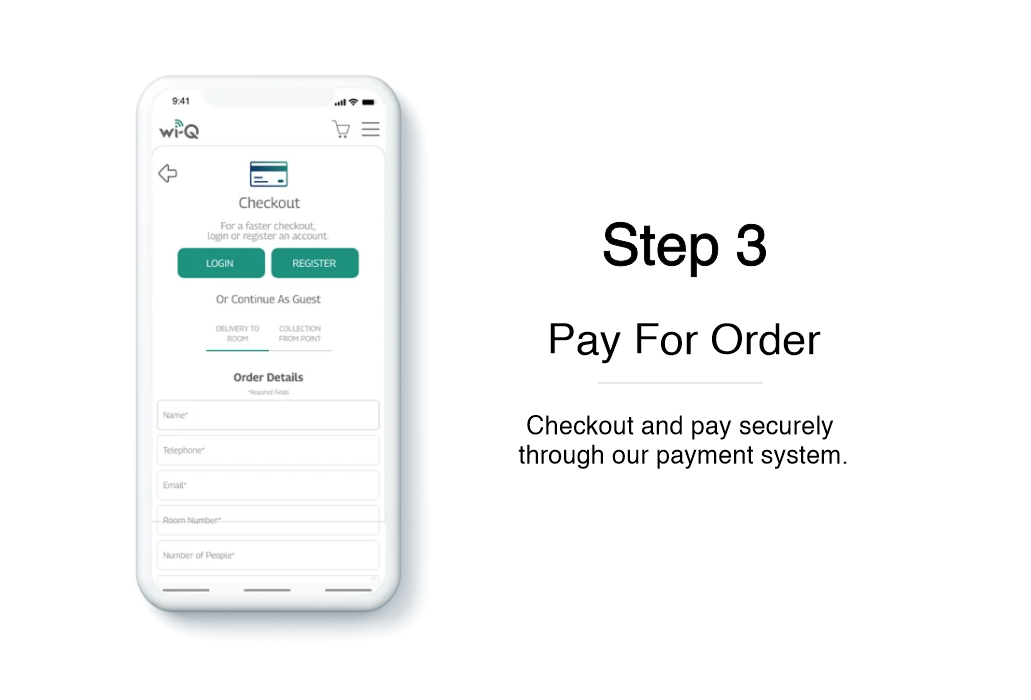 9:41
wi-Q
Checkout
For a faster checkout,
login or register an account.
LOGIN
REGISTER
Or Continue As Guest
DELIVERY TO
ROOM
COLLECTION
FROM POINT
Order Details
*Required Fields
Name*
Telephone*
Email*
Room Number*
Number of People*
Step 3
Pay For Order
Checkout and pay securely
through our payment system.